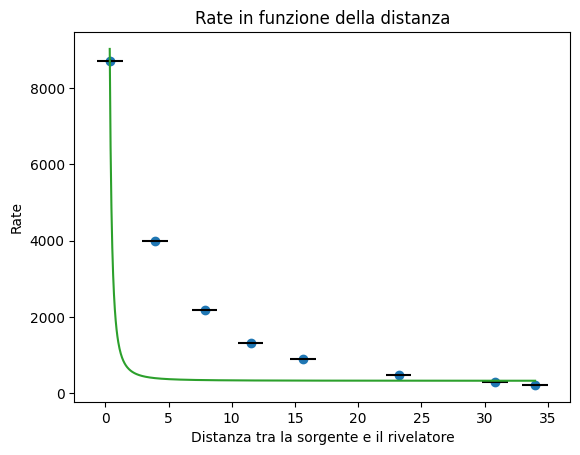 Rate in funzione della distanza
8000
6000
4000
2000
0
Rate
0 5 10 15 20 25 30 35
Distanza tra la sorgente e il rivelatore